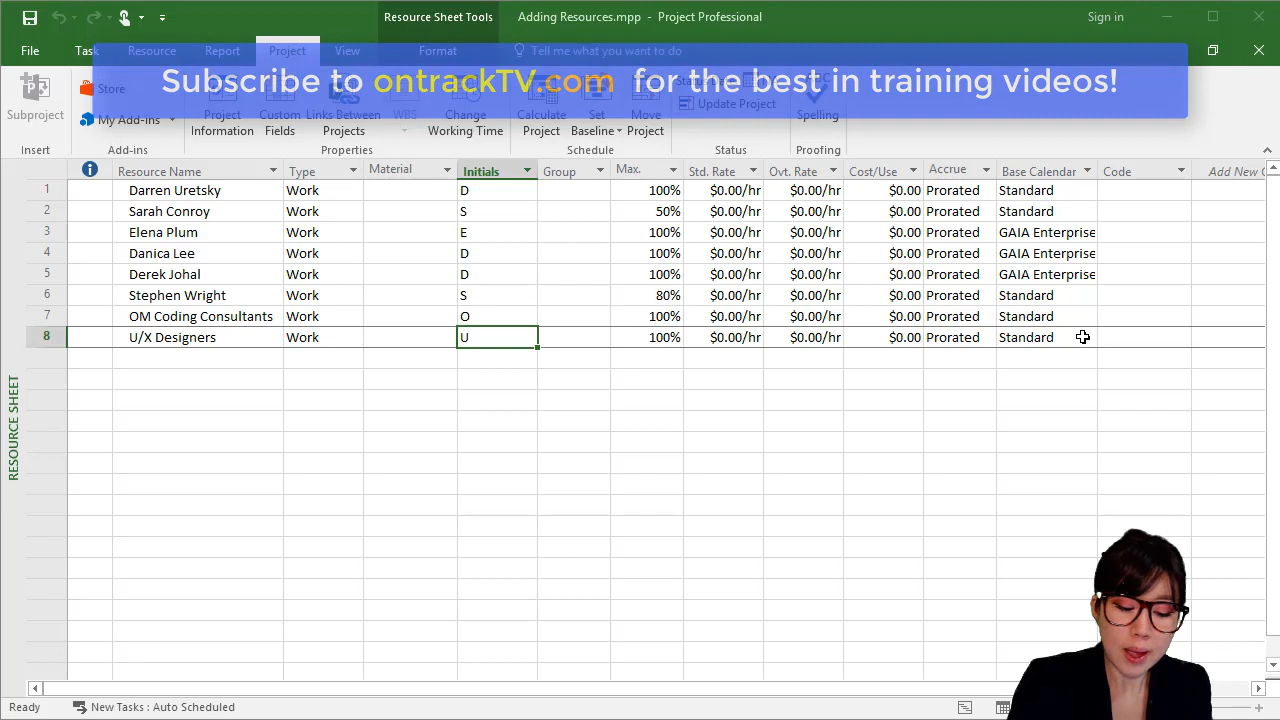 Resource Sheet Tools
Adding Resources.mpp - Project Professional
Sign in
File
Task
Resource
Report
Project
View
Format
Tell me what you want to do
Subscribe to ontrackTV.com for the best in training videos!
Subproject
Store
My Add-ins
Project Information
Custom Fields
Links Between Projects
WBS
Change Working Time
Calculate Project
Set Baseline
Move Project
Update Project
Spelling
Insert
Add-ins
Properties
Schedule
Status
Proofing
Resource Name Type Material Initials Group Max. Std. Rate Ovt. Rate Cost/Use Accrue Base Calendar Code Add New C
1 Darren Uretsky Work D 100% $0.00/hr $0.00/hr $0.00 Prorated Standard
2 Sarah Conroy Work S 50% $0.00/hr $0.00/hr $0.00 Prorated Standard
3 Elena Plum Work E 100% $0.00/hr $0.00/hr $0.00 Prorated GAIA Enterprise
4 Danica Lee Work D 100% $0.00/hr $0.00/hr $0.00 Prorated GAIA Enterprise
5 Derek Johal Work D 100% $0.00/hr $0.00/hr $0.00 Prorated GAIA Enterprise
6 Stephen Wright Work S 80% $0.00/hr $0.00/hr $0.00 Prorated Standard
7 OM Coding Consultants Work O 100% $0.00/hr $0.00/hr $0.00 Prorated Standard
8 U/X Designers Work U 100% $0.00/hr $0.00/hr $0.00 Prorated Standard
RESOURCE SHEET
Ready
New Tasks : Auto Scheduled